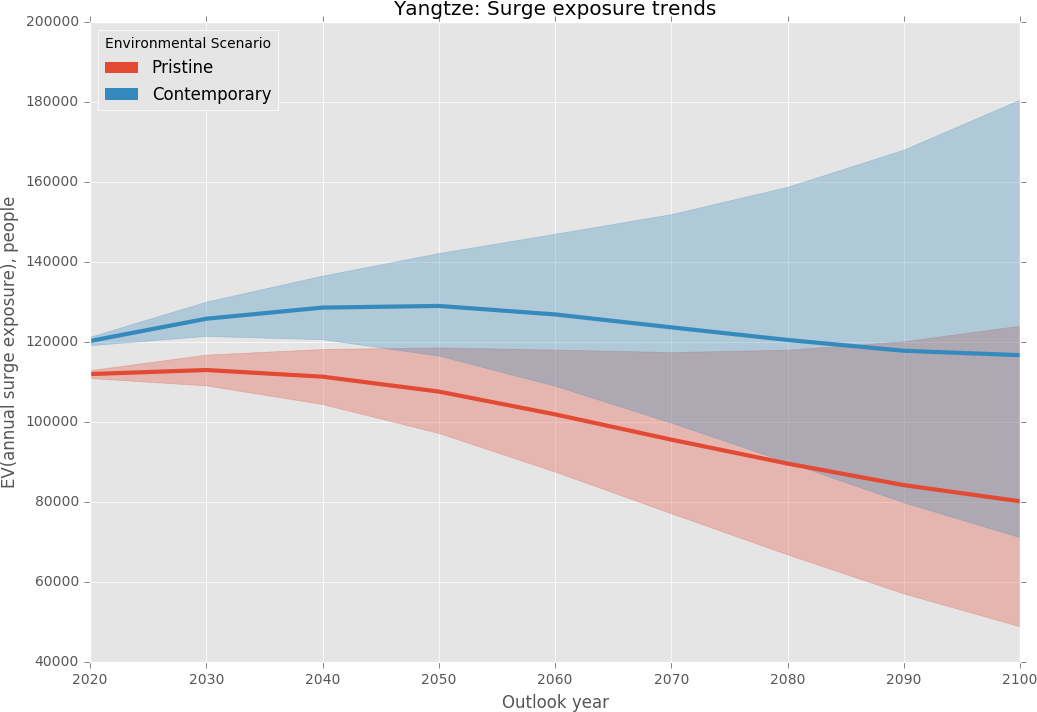 Yangtze: Surge exposure trends
Environmental Scenario
Pristine
Contemporary
EV(annual surge exposure), people
200000
180000
160000
140000
120000
100000
80000
60000
40000
2020 2030 2040 2050 2060 2070 2080 2090 2100
Outlook year